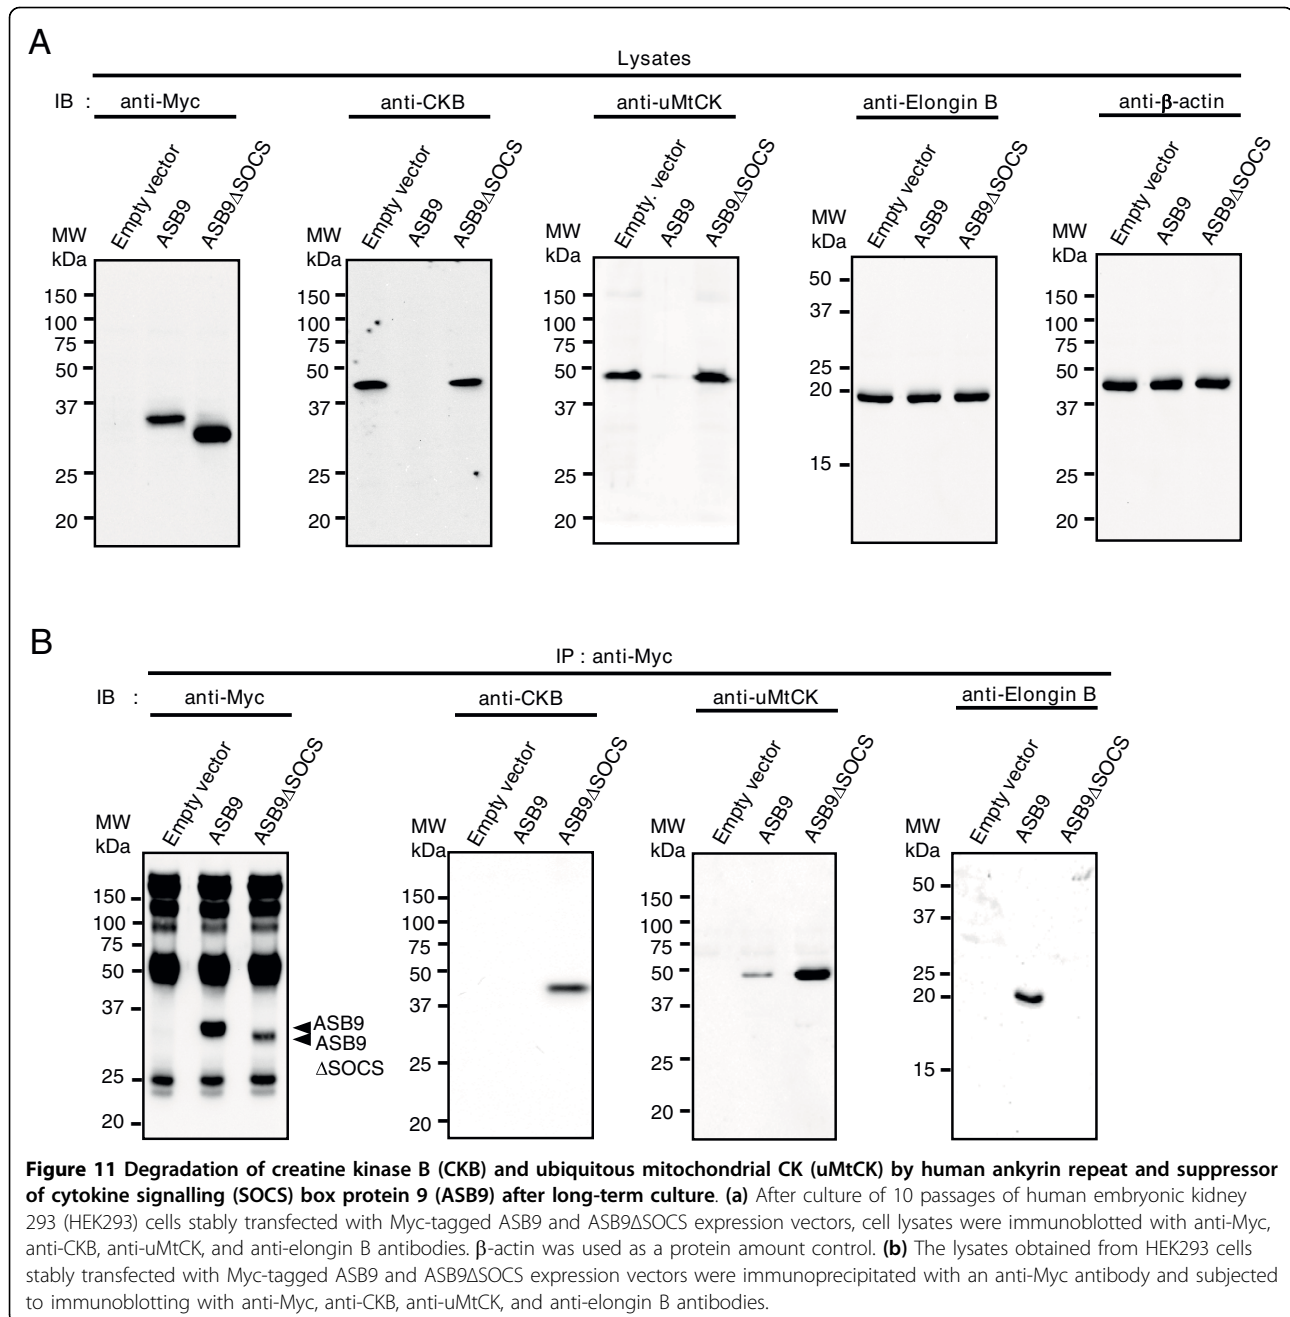 A
Lysates
IB : anti-Myc anti-CKB anti-uMtCK anti-Elongin B anti-β-actin
Empty vector ASB9 ASB9ΔSOCS Empty vector ASB9 ASB9ΔSOCS Empty. vector ASB9 ASB9ΔSOCS Empty vector ASB9 ASB9ΔSOCS Empty vector ASB9 ASB9ΔSOCS
MW kDa
150
100
75
50
37
25
20
MW kDa
150
100
75
50
37
25
20
MW kDa
150
100
75
50
37
25
20
MW kDa
50
37
25
20
15
MW kDa
150
100
75
50
37
25
20
B
IP : anti-Myc
IB : anti-Myc anti-CKB anti-uMtCK anti-Elongin B
Empty vector ASB9 ASB9ΔSOCS Empty vector ASB9 ASB9ΔSOCS Empty vector ASB9 ASB9ΔSOCS Empty vector ASB9 ASB9ΔSOCS
MW kDa
150
100
75
50
37
25
20
ASB9
ASB9
ΔSOCS
MW kDa
150
100
75
50
37
25
20
MW kDa
150
100
75
50
37
25
20
MW kDa
50
37
25
20
15
Figure 11 Degradation of creatine kinase B (CKB) and ubiquitous mitochondrial CK (uMtCK) by human ankyrin repeat and suppressor
of cytokine signalling (SOCS) box protein 9 (ASB9) after long-term culture. (a) After culture of 10 passages of human embryonic kidney
293 (HEK293) cells stably transfected with Myc-tagged ASB9 and ASB9ΔSOCS expression vectors, cell lysates were immunoblotted with anti-Myc,
anti-CKB, anti-uMtCK, and anti-elongin B antibodies. β-actin was used as a protein amount control. (b) The lysates obtained from HEK293 cells
stably transfected with Myc-tagged ASB9 and ASB9ΔSOCS expression vectors were immunoprecipitated with an anti-Myc antibody and subjected
to immunoblotting with anti-Myc, anti-CKB, anti-uMtCK, and anti-elongin B antibodies.